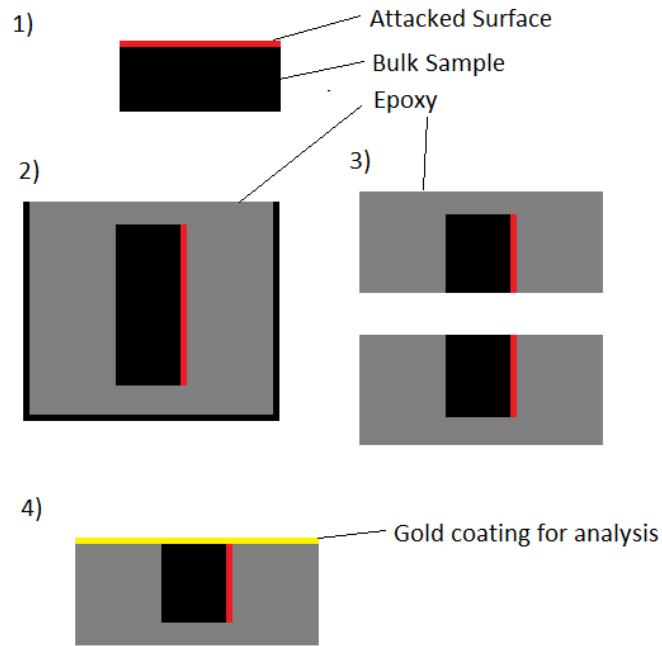 1)
Attacked Surface
Bulk Sample
Epoxy
2)
3)
4)
Gold coating for analysis